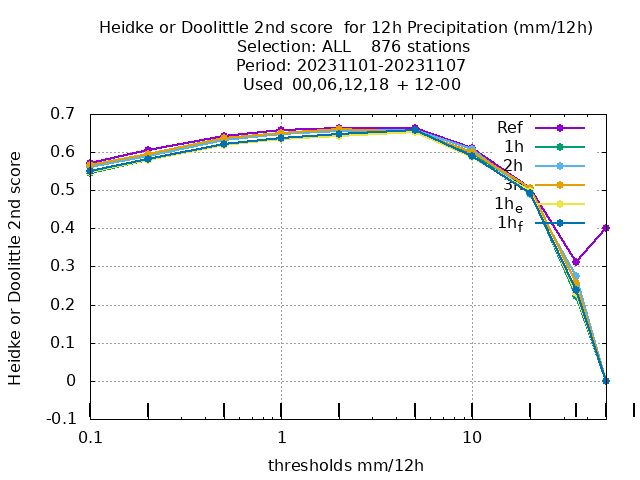 Heidke or Doolittle 2nd score  for 12h Precipitation (mm/12h)
Selection: ALL    876 stations
Period: 20231101-20231107
Used  00,06,12,18 + 12-00
Heidke or Doolittle 2nd score
0.7
0.6
0.5
0.4
0.3
0.2
0.1
0
-0.1
0.1
1
10
thresholds mm/12h
Ref
1h
2h
3h
1he
1hf